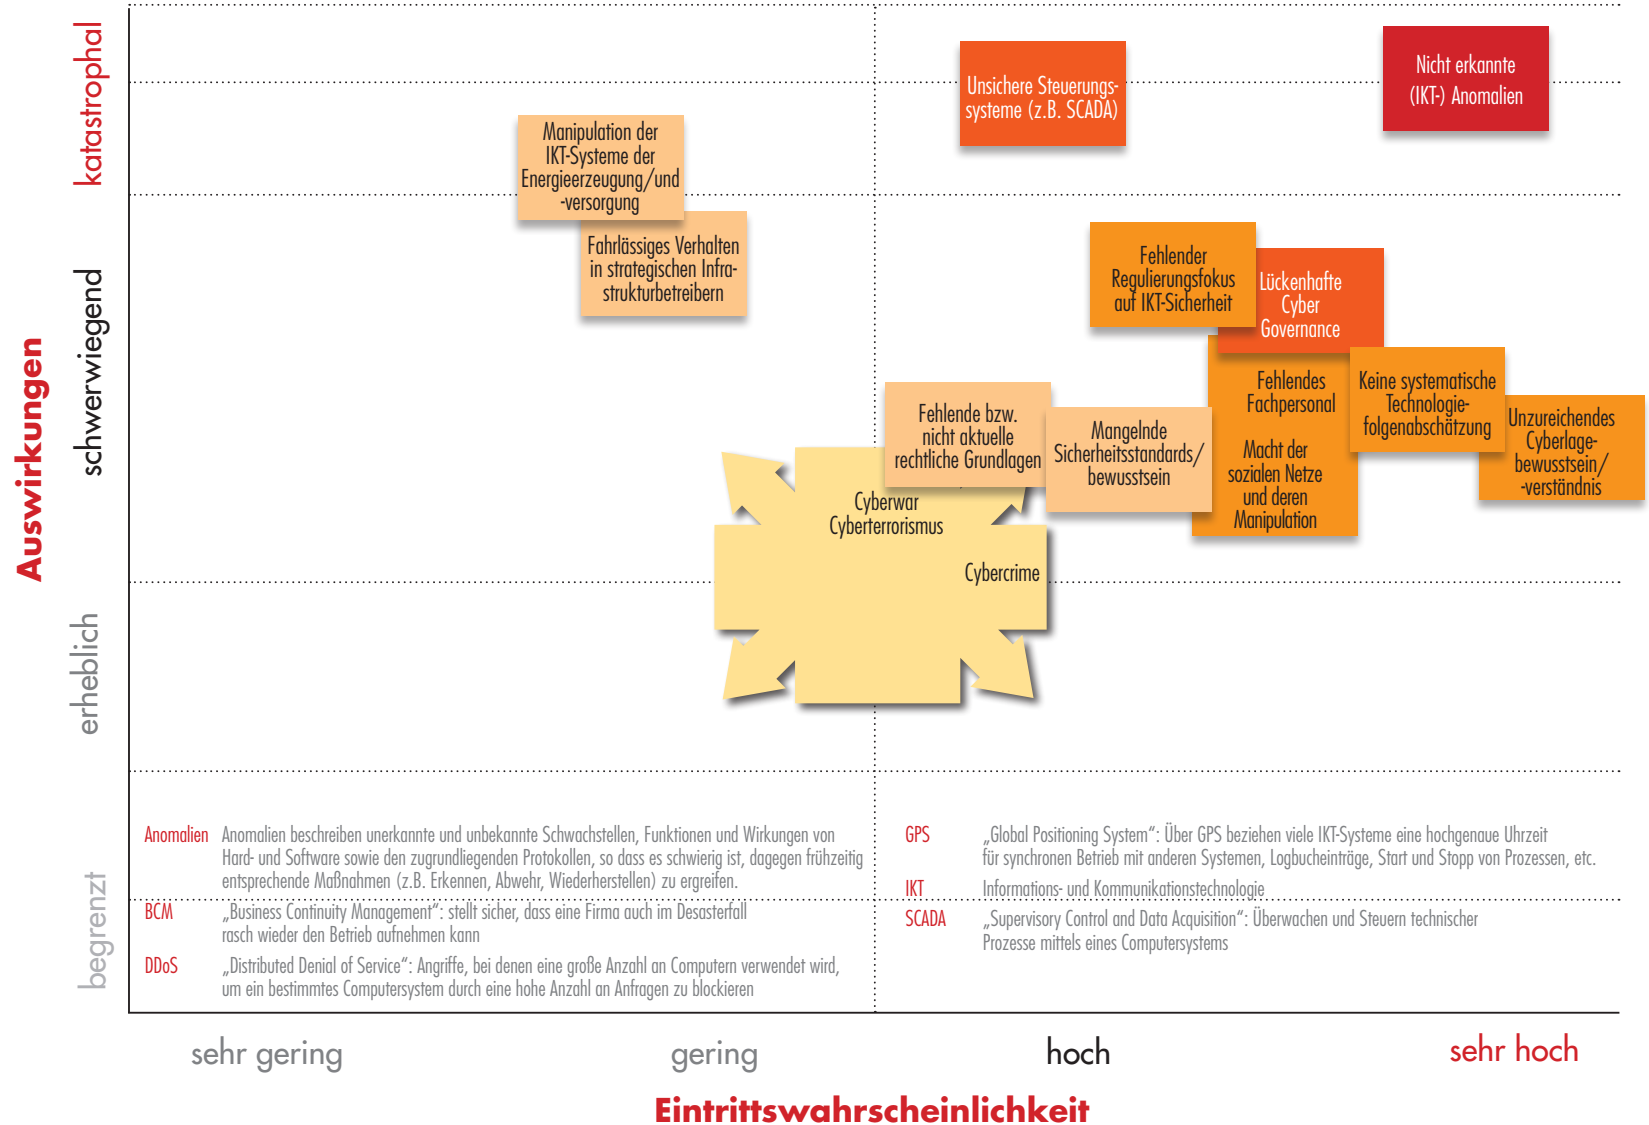 Auswirkungen
katastrophal
schwerwiegend
erheblich
begrenzt
Unsichere Steuerungs-
systeme (z.B. SCADA)
Nicht erkannte
(IKT-) Anomalien
Manipulation der
IKT-Systeme der
Energieerzeugung/und
-versorgung
Fahrlässiges Verhalten
in strategischen Infra-
strukturbetreibern
Fehlender
Regulierungsfokus
auf IKT-Sicherheit
Lückenhafte
Cyber
Governance
Fehlendes
Fachpersonal
Macht der
sozialen Netze
und deren
Manipulation
Keine systematische
Technologie-
folgenabschätzung
Unzureichendes
Cyberlage-
bewusstsein/
-verständnis
Fehlende bzw.
nicht aktuelle
rechtliche Grundlagen
Mangelnde
Sicherheitsstandards/
bewusstsein
Cyberwar
Cyberterrorismus
Cybercrime
Anomalien Anomalien beschreiben unerkannte und unbekannte Schwachstellen, Funktionen und Wirkungen von
Hard- und Software sowie den zugrundliegenden Protokollen, so dass es schwierig ist, dagegen frühzeitig
entsprechende Maßnahmen (z.B. Erkennen, Abwehr, Wiederherstellen) zu ergreifen.
BCM „Business Continuity Management“: stellt sicher, dass eine Firma auch im Desasterfall
rasch wieder den Betrieb aufnehmen kann
DDoS „Distributed Denial of Service“: Angriffe, bei denen eine große Anzahl an Computern verwendet wird,
um ein bestimmtes Computersystem durch eine hohe Anzahl an Anfragen zu blockieren
GPS „Global Positioning System“: Über GPS beziehen viele IKT-Systeme eine hochgenaue Uhrzeit
für synchronen Betrieb mit anderen Systemen, Logbucheinträge, Start und Stopp von Prozessen, etc.
IKT Informations- und Kommunikationstechnologie
SCADA „Supervisory Control and Data Acquisition“: Überwachen und Steuern technischer
Prozesse mittels eines Computersystems
sehr gering
gering
hoch
sehr hoch
Eintrittswahrscheinlichkeit